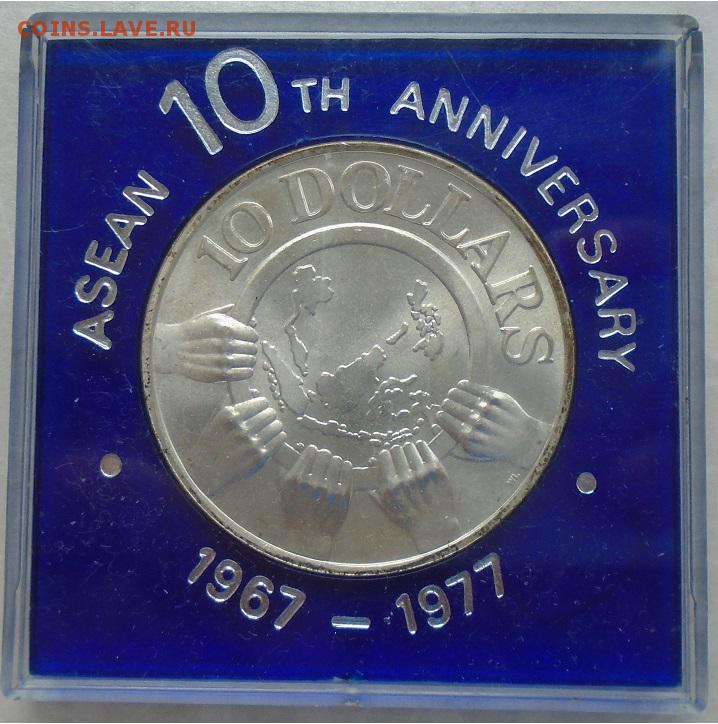 COINS.LAVE.RU
ASEAN 10TH ANNIVERSARY
10 DOLLARS
1967 – 1977